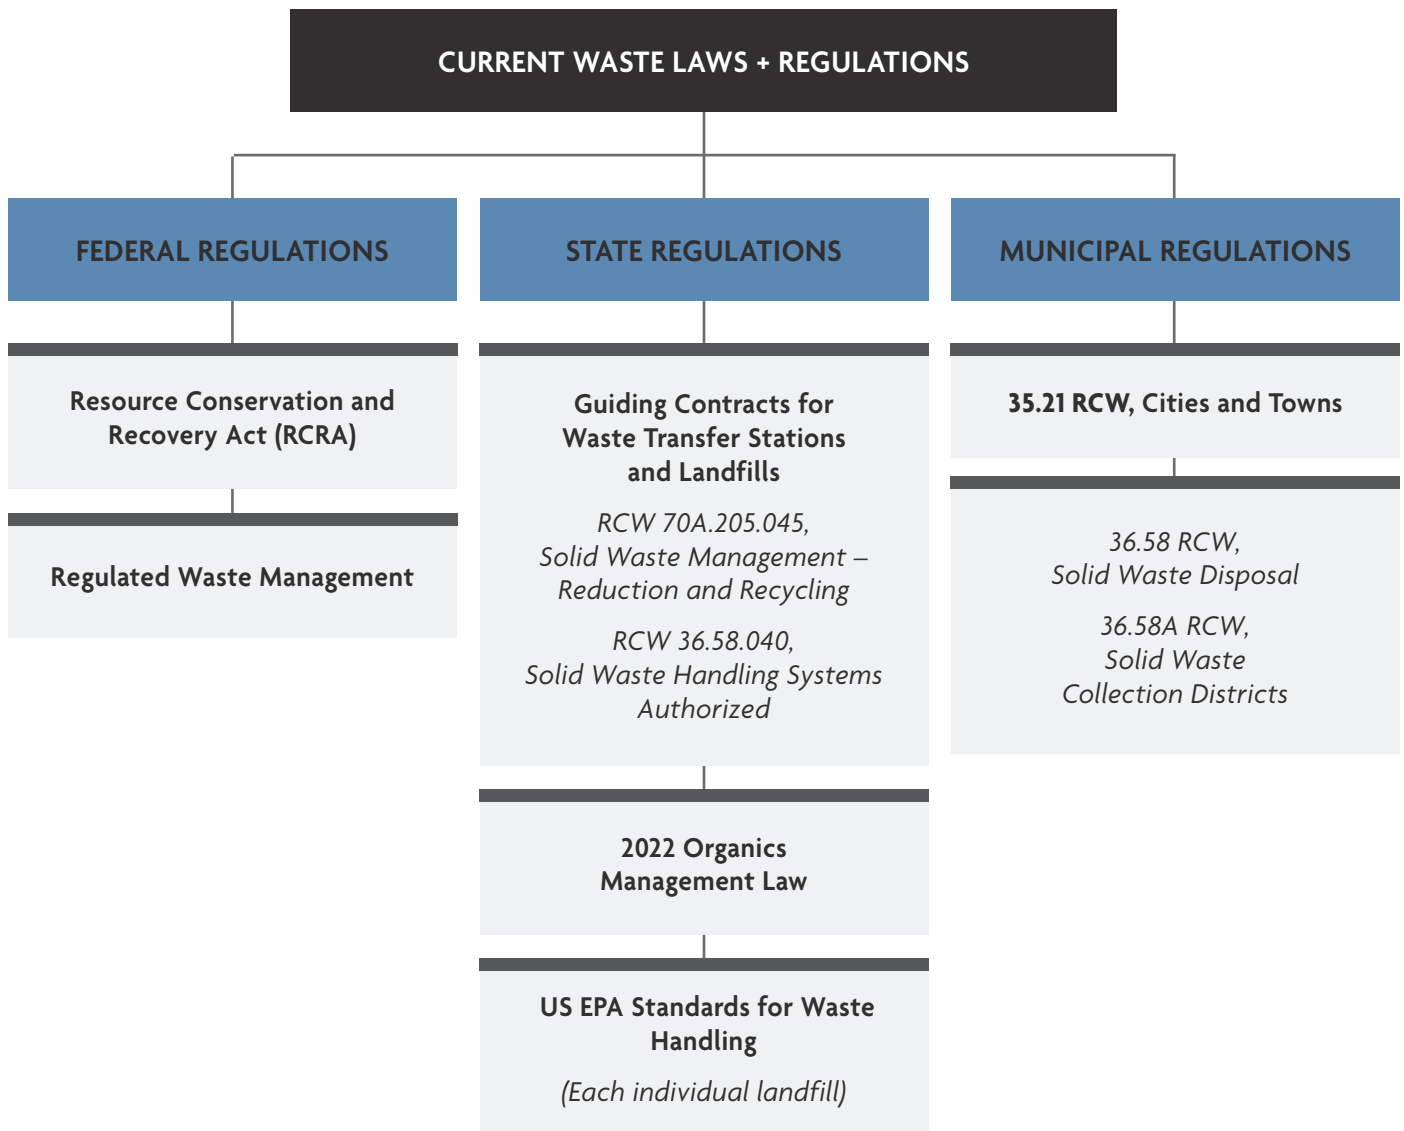 CURRENT WASTE LAWS + REGULATIONS
FEDERAL REGULATIONS
Resource Conservation and
Recovery Act (RCRA)
Regulated Waste Management
STATE REGULATIONS
Guiding Contracts for
Waste Transfer Stations
and Landfills
RCW 70A.205.045,
Solid Waste Management –
Reduction and Recycling
RCW 36.58.040,
Solid Waste Handling Systems
Authorized
2022 Organics
Management Law
US EPA Standards for Waste
Handling
(Each individual landfill)
MUNICIPAL REGULATIONS
35.21 RCW, Cities and Towns
36.58 RCW,
Solid Waste Disposal
36.58A RCW,
Solid Waste
Collection Districts